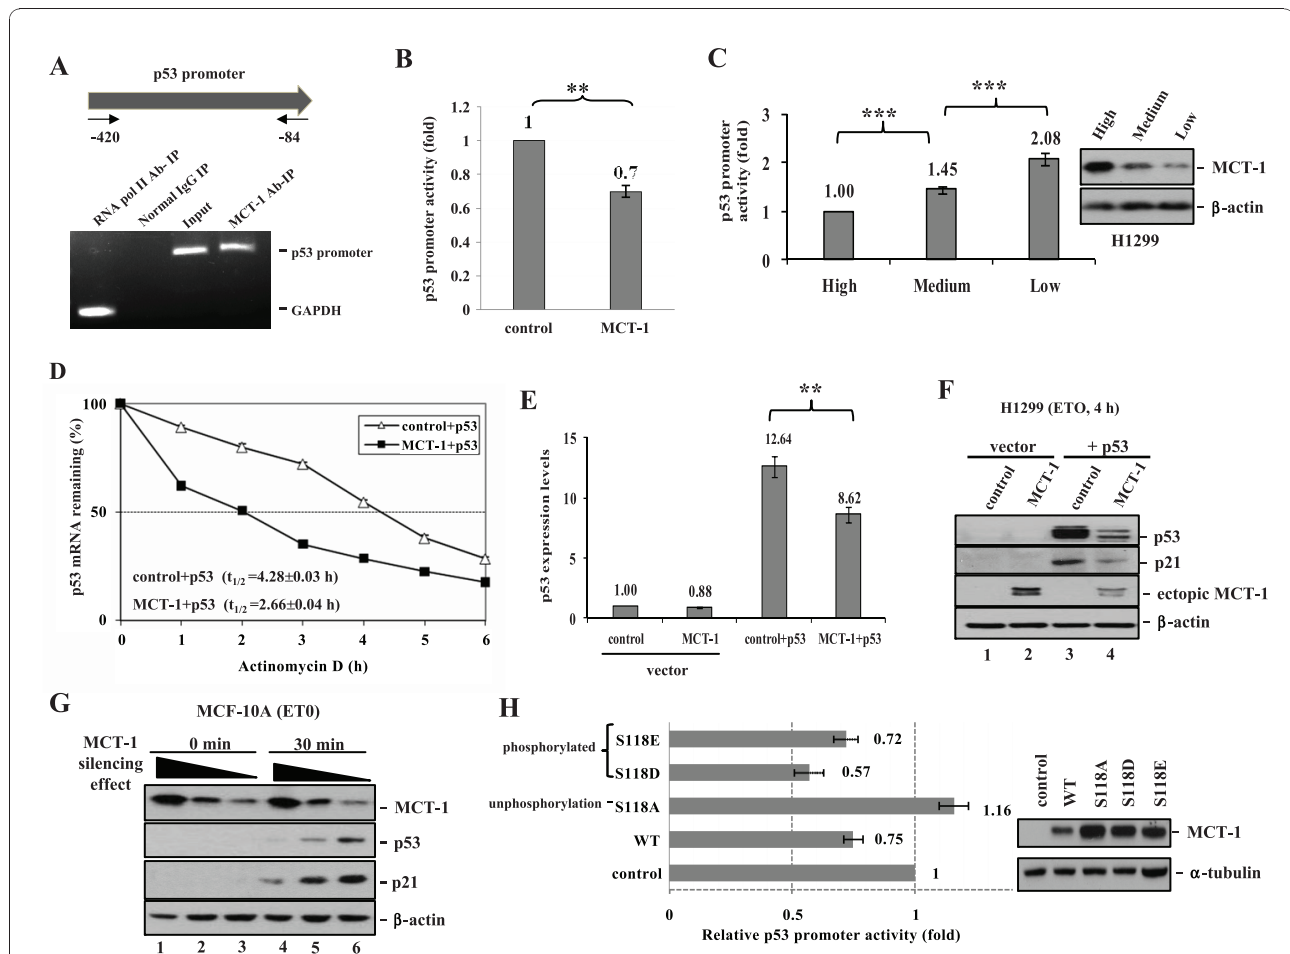 A
p53 promoter
-420
-84
RNA pol II Ab- IP
Normal IgG IP
Input
MCT-1 Ab-IP
p53 promoter
GAPDH
B
**
p53 promoter activity (fold)
1.2
1
0.8
0.6
0.4
0.2
0
1
0.7
control
MCT-1
C
***
***
p53 promoter
activity (fold)
3
2
1
0
1.00
1.45
2.08
High
Medium
Low
High
Medium
Low
MCT-1
β-actin
H1299
D
p53 mRNA remaining (%)
100
50
0
control+p53
MCT-1+p53
control+p53 (t1/2 =4.28±0.03 h)
MCT-1+p53 (t1/2 =2.66±0.04 h)
0 1 2 3 4 5 6
Actinomycin D (h)
E
**
p53 expression levels
15
10
5
0
1.00
0.88
12.64
8.62
control
MCT-1
control+p53
MCT-1+p53
vector
F
H1299 (ETO, 4 h)
vector
+ p53
control
MCT-1
control
MCT-1
p53
p21
ectopic MCT-1
β-actin
1 2 3 4
G
MCF-10A (ET0)
MCT-1
silencing
effect
0 min
30 min
MCT-1
p53
p21
β-actin
1 2 3 4 5 6
H
phosphorylated
unphosphorylation
S118E
S118D
S118A
WT
control
0.72
0.57
1.16
0.75
1
0 0.5 1
Relative p53 promoter activity (fold)
control
WT
S118A
S118D
S118E
MCT-1
α-tubulin